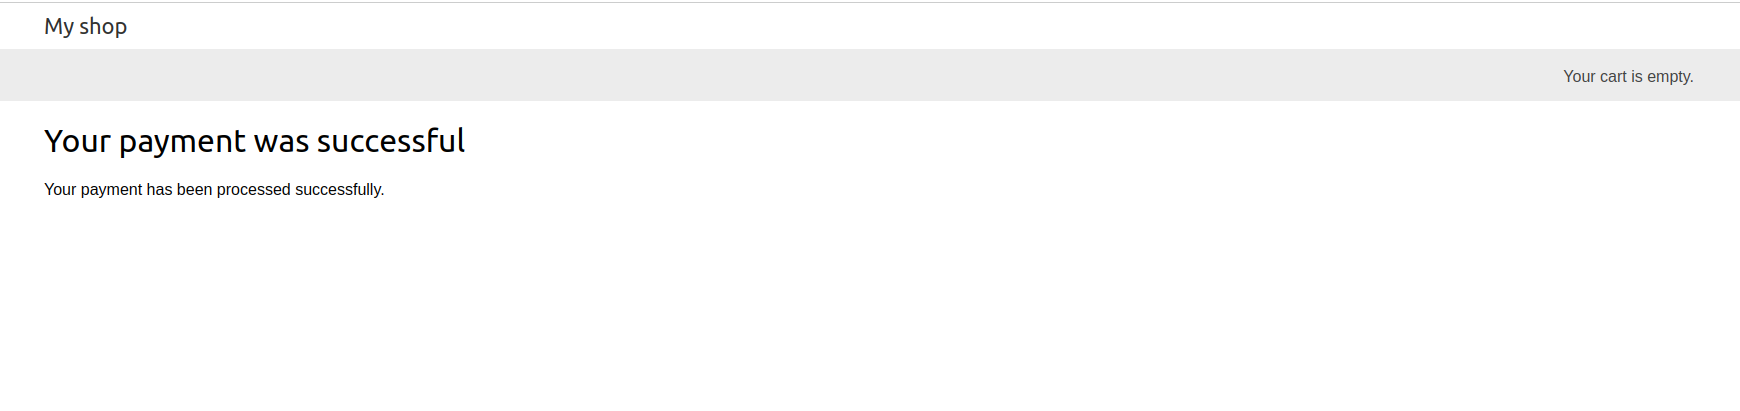 My shop
Your cart is empty.
Your payment was successful
Your payment has been processed successfully.